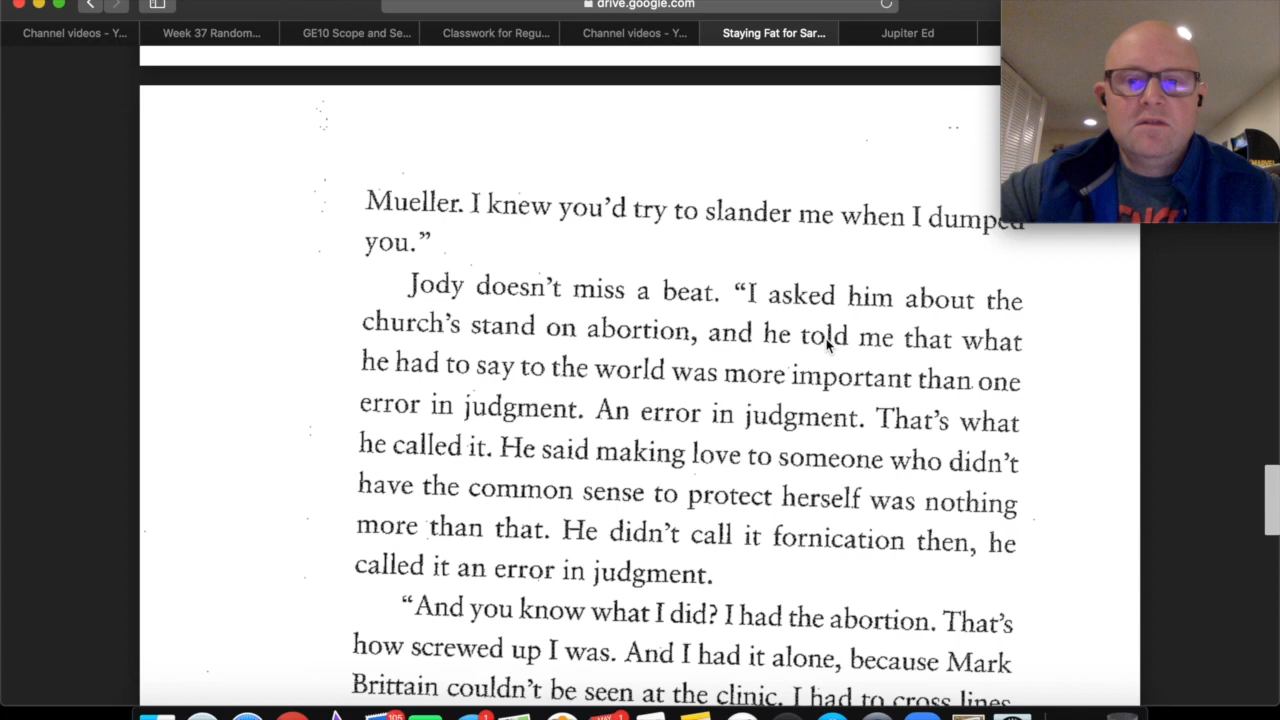 drive.google.com
Channel videos - Y...
Week 37 Random...
GE10 Scope and Se...
Classwork for Regu...
Channel videos - Y...
Staying Fat for Sar...
Jupiter Ed
MARVEL
Mueller. I knew you'd try to slander me when I dumped
you."
Jody doesn't miss a beat. "I asked him about the
church's stand on abortion, and he told me that what
he had to say to the world was more important than one
error in judgment. An error in judgment. That's what
he called it. He said making love to someone who didn't
have the common sense to protect herself was nothing
more than that. He didn't call it fornication then, he
called it an error in judgment.
"And you know what I did? I had the abortion. That's
how screwed up I was. And I had it alone, because Mark
Brittain couldn't be seen at the clinic. I had to cross lines
105
1
MAY
1